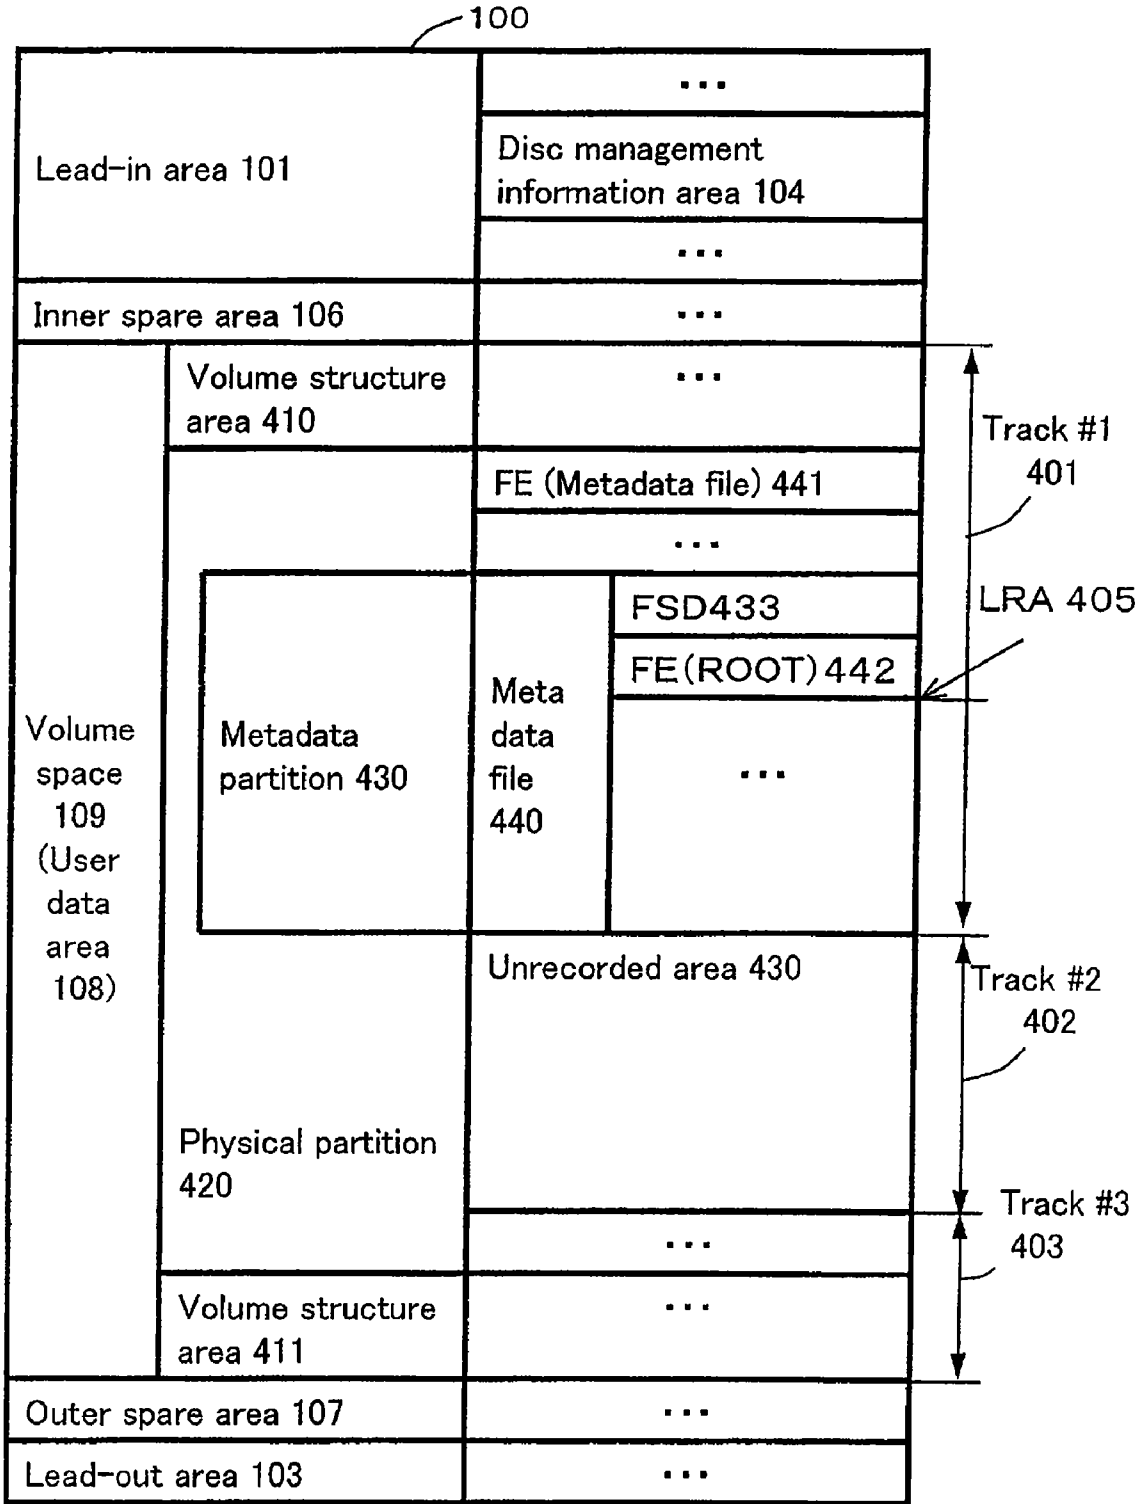 100
...
Lead-in area 101
Disc management
information area 104
...
Inner spare area 106
...
Volume structure
area 410
...
Track #1
401
FE (Metadata file) 441
...
FSD433
LRA 405
FE(ROOT)442
Volume
space
109
(User
data
area
108)
Metadata
partition 430
Meta
data
file
440
...
Unrecorded area 430
Track #2
402
Physical partition
420
Track #3
403
...
Volume structure
area 411
...
Outer spare area 107
...
Lead-out area 103
...